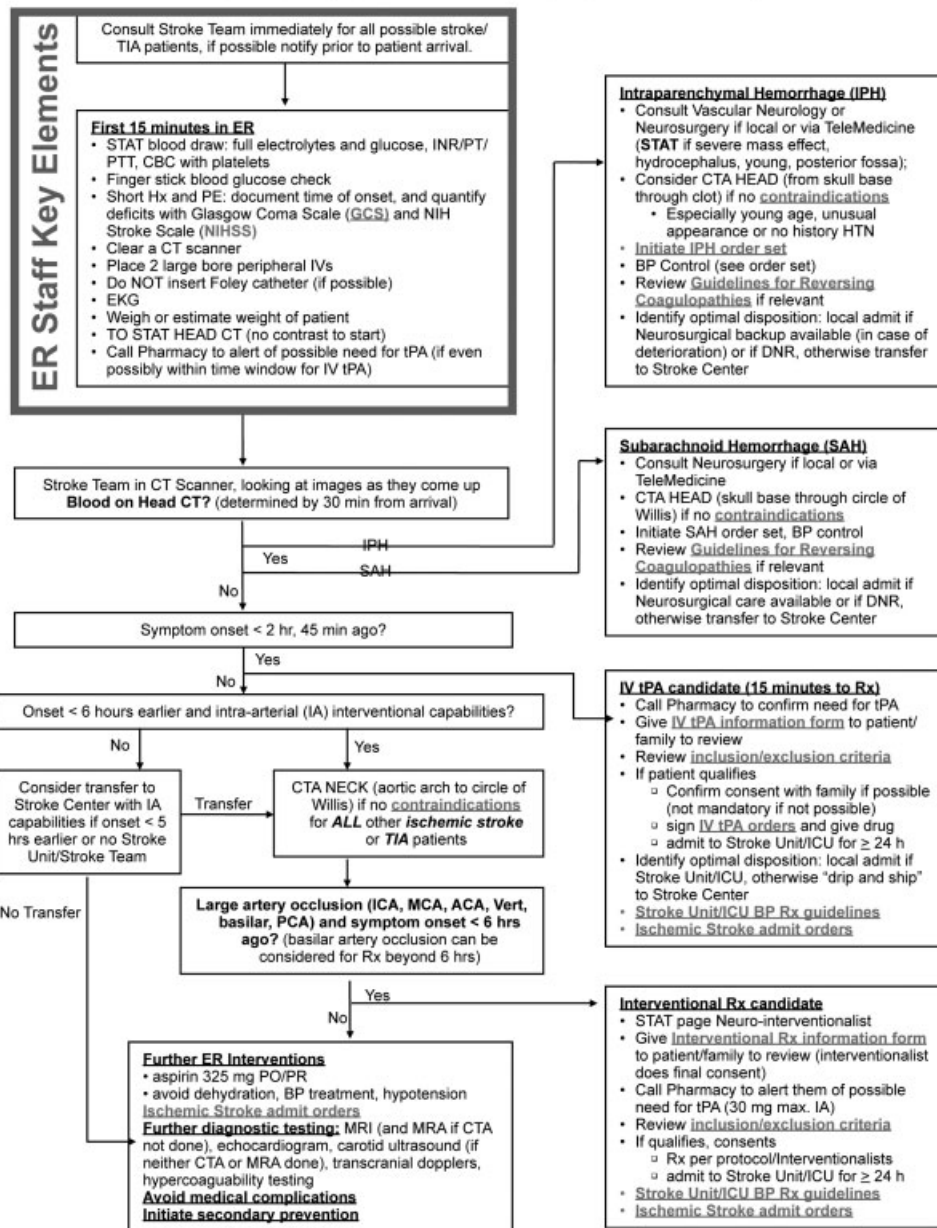 ER Staff Key Elements
Consult Stroke Team immediately for all possible stroke/
TIA patients, if possible notify prior to patient arrival.
First 15 minutes in ER
• STAT blood draw: full electrolytes and glucose, INR/PT/
PTT, CBC with platelets
• Finger stick blood glucose check
• Short Hx and PE: document time of onset, and quantify
deficits with Glasgow Coma Scale (GCS) and NIH
Stroke Scale (NIHSS)
• Clear a CT scanner
• Place 2 large bore peripheral IVs
• Do NOT insert Foley catheter (if possible)
• EKG
• Weigh or estimate weight of patient
• TO STAT HEAD CT (no contrast to start)
• Call Pharmacy to alert of possible need for tPA (if even
possibly within time window for IV tPA)
Stroke Team in CT Scanner, looking at images as they come up
Blood on Head CT? (determined by 30 min from arrival)
IPH
Yes
SAH
No
Intraparenchymal Hemorrhage (IPH)
• Consult Vascular Neurology or
Neurosurgery if local or via TeleMedicine
(STAT if severe mass effect,
hydrocephalus, young, posterior fossa);
• Consider CTA HEAD (from skull base
through clot) if no contraindications
• Especially young age, unusual
appearance or no history HTN
• Initiate IPH order set
• BP Control (see order set)
• Review Guidelines for Reversing
Coagulopathies if relevant
• Identify optimal disposition: local admit if
Neurosurgical backup available (in case of
deterioration) or if DNR, otherwise transfer
to Stroke Center
Subarachnoid Hemorrhage (SAH)
• Consult Neurosurgery if local or via
TeleMedicine
• CTA HEAD (skull base through circle of
Willis) if no contraindications
• Initiate SAH order set, BP control
• Review Guidelines for Reversing
Coagulopathies if relevant
• Identify optimal disposition: local admit if
Neurosurgical care available or if DNR,
otherwise transfer to Stroke Center
Symptom onset < 2 hr, 45 min ago?
Yes
No
IV tPA candidate (15 minutes to Rx)
• Call Pharmacy to confirm need for tPA
• Give IV tPA information form to patient/
family to review
• Review inclusion/exclusion criteria
• If patient qualifies
▫ Confirm consent with family if possible
(not mandatory if not possible)
▫ sign IV tPA orders and give drug
▫ admit to Stroke Unit/ICU for ≥ 24 h
• Identify optimal disposition: local admit if
Stroke Unit/ICU, otherwise “drip and ship”
to Stroke Center
• Stroke Unit/ICU BP Rx guidelines
• Ischemic Stroke admit orders
Onset < 6 hours earlier and intra-arterial (IA) interventional capabilities?
No
Yes
Consider transfer to
Stroke Center with IA
capabilities if onset < 5
hrs earlier or no Stroke
Unit/Stroke Team
Transfer
CTA NECK (aortic arch to circle of
Willis) if no contraindications
for ALL other ischemic stroke
or TIA patients
No Transfer
Large artery occlusion (ICA, MCA, ACA, Vert,
basilar, PCA) and symptom onset < 6 hrs
ago? (basilar artery occlusion can be
considered for Rx beyond 6 hrs)
Yes
No
Further ER Interventions
• aspirin 325 mg PO/PR
• avoid dehydration, BP treatment, hypotension
Ischemic Stroke admit orders
Further diagnostic testing: MRI (and MRA if CTA
not done), echocardiogram, carotid ultrasound (if
neither CTA or MRA done), transcranial dopplers,
hypercoaguability testing
Avoid medical complications
Initiate secondary prevention
Interventional Rx candidate
• STAT page Neuro-interventionalist
• Give Interventional Rx information form
to patient/family to review (interventionalist
does final consent)
• Call Pharmacy to alert them of possible
need for tPA (30 mg max. IA)
• Review inclusion/exclusion criteria
• If qualifies, consents
▫ Rx per protocol/Interventionalists
▫ admit to Stroke Unit/ICU for ≥ 24 h
• Stroke Unit/ICU BP Rx guidelines
• Ischemic Stroke admit orders